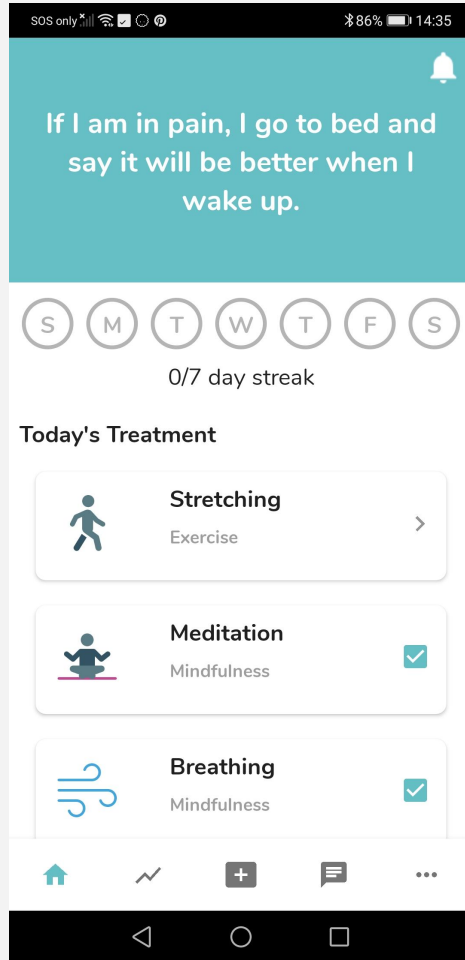 SOS only 86% 14:35
If I am in pain, I go to bed and
say it will be better when I
wake up.
S M T W T F S
0/7 day streak
Today's Treatment
Stretching
Exercise
Meditation
Mindfulness
Breathing
Mindfulness